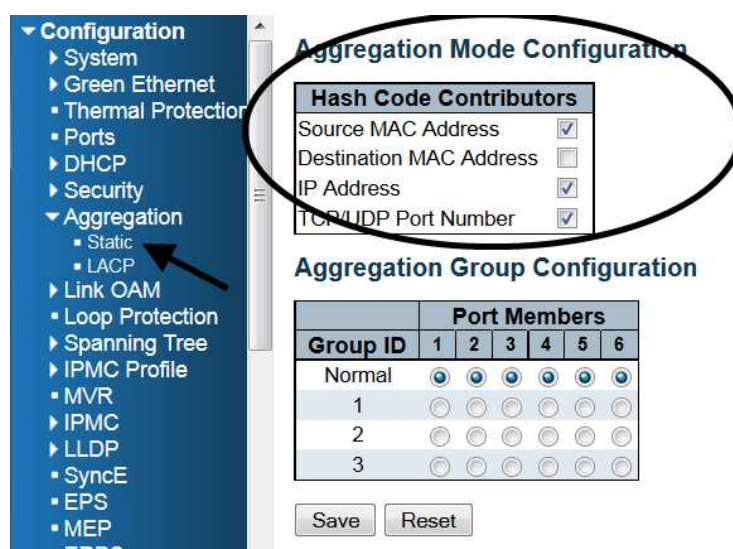 Configuration
System
Green Ethernet
Thermal Protection
Ports
DHCP
Security
Aggregation
Static
LACP
Link OAM
Loop Protection
Spanning Tree
IPMC Profile
MVR
IPMC
LLDP
SyncE
EPS
MEP
Aggregation Mode Configuration
Hash Code Contributors
Source MAC Address
Destination MAC Address
IP Address
TCP/UDP Port Number
Aggregation Group Configuration
Port Members
Group ID 1 2 3 4 5 6
Normal
1
2
3
Save Reset